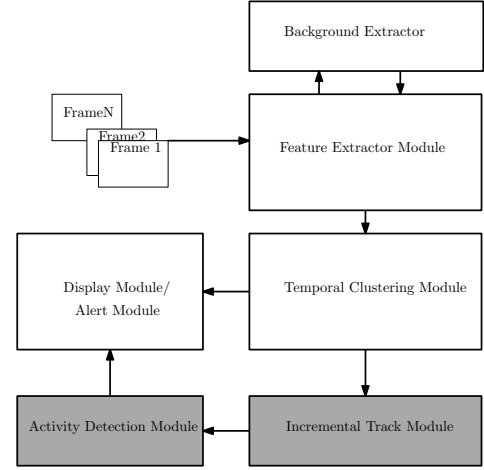 Background Extractor
FrameN
Frame2
Frame 1
Feature Extractor Module
Display Module/
Alert Module
Temporal Clustering Module
Activity Detection Module
Incremental Track Module